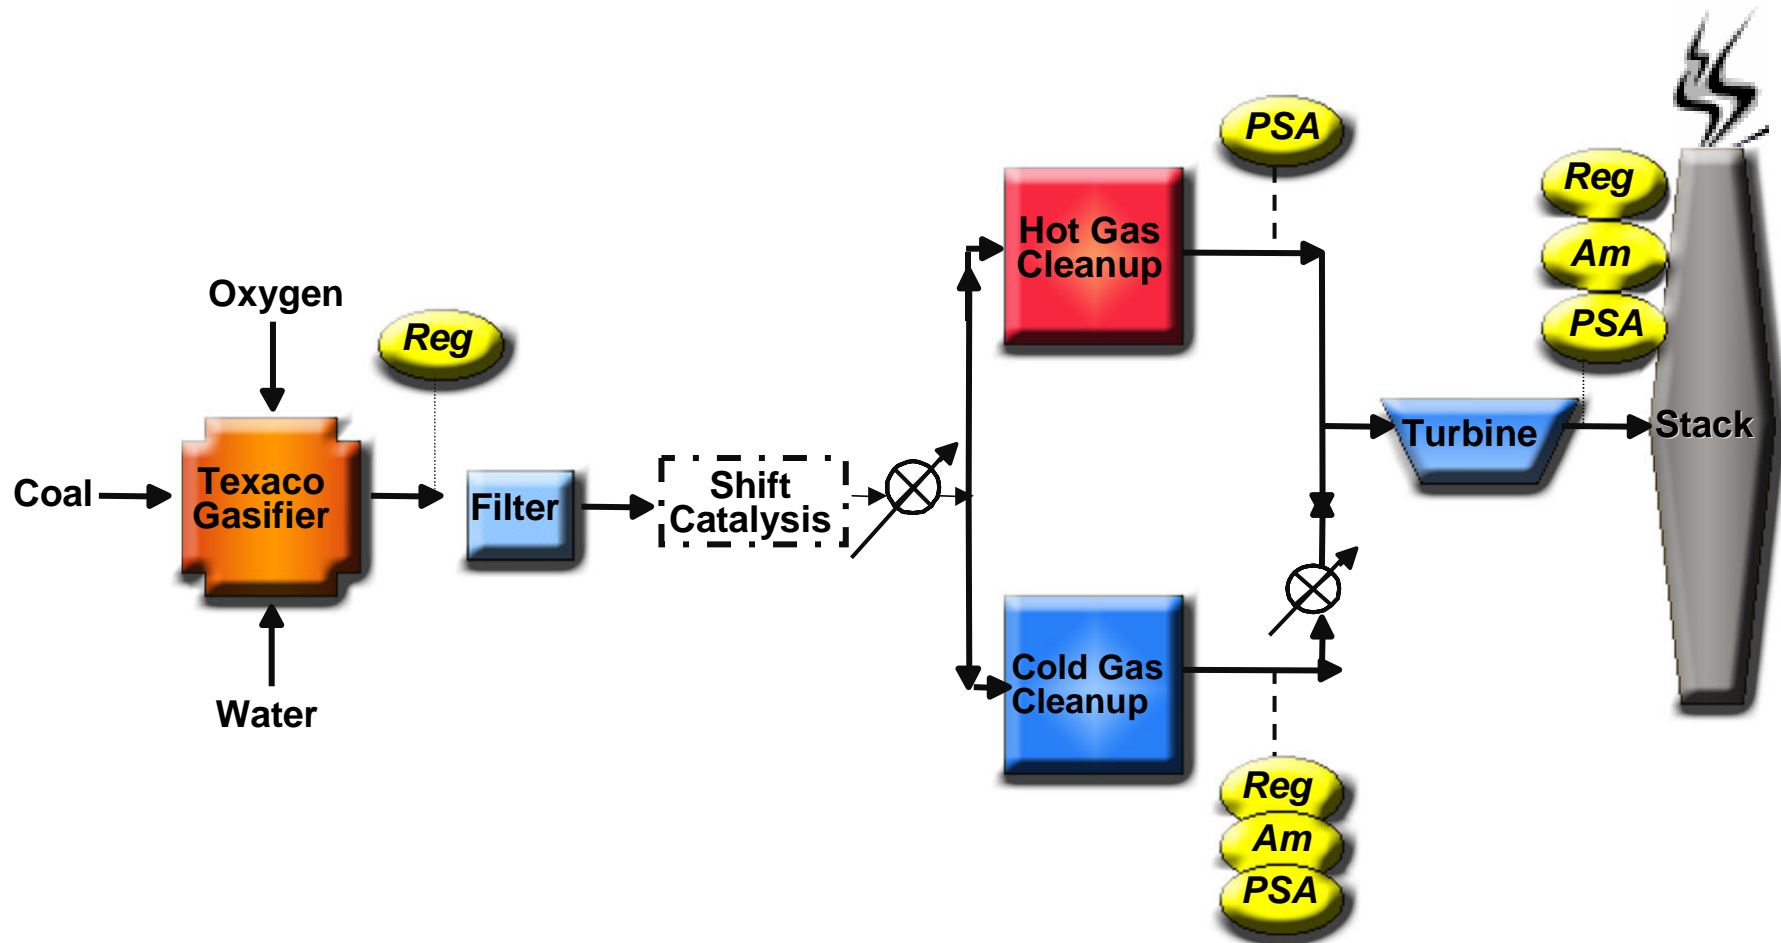 PSA
Reg
Am
PSA
Hot Gas
Cleanup
Oxygen
Reg
Coal
Texaco
Gasifier
Filter
Shift
Catalysis
Turbine
Stack
Water
Cold Gas
Cleanup
Reg
Am
PSA